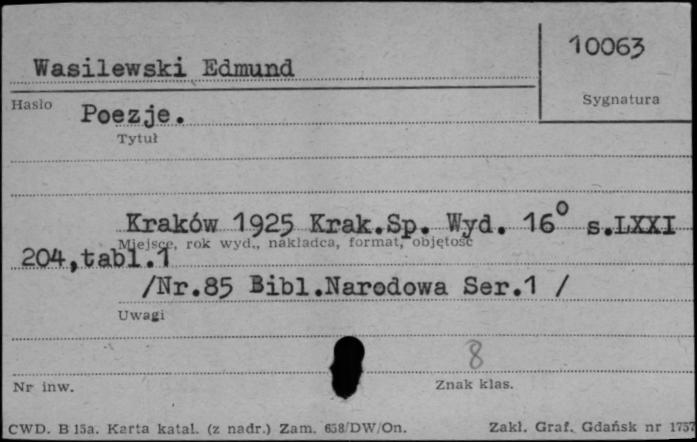 10063
Wasilewski Edmund
Sygnatura
Hasło
Poezje.
Tytuł
Kraków 1925 Krak.Sp. Wyd. 16° s.LXXI
Miejsce, rok wyd., nakładca, format, objętość
204,tabl.1
/Nr.85 Bibl.Narodowa Ser.1 /
Uwagi
8
Nr inw.
Znak klas.
CWD. B 15a. Karta katal. (z nadr.) Zam. 658/DW/On.
Zakł. Graf. Gdańsk nr 1757